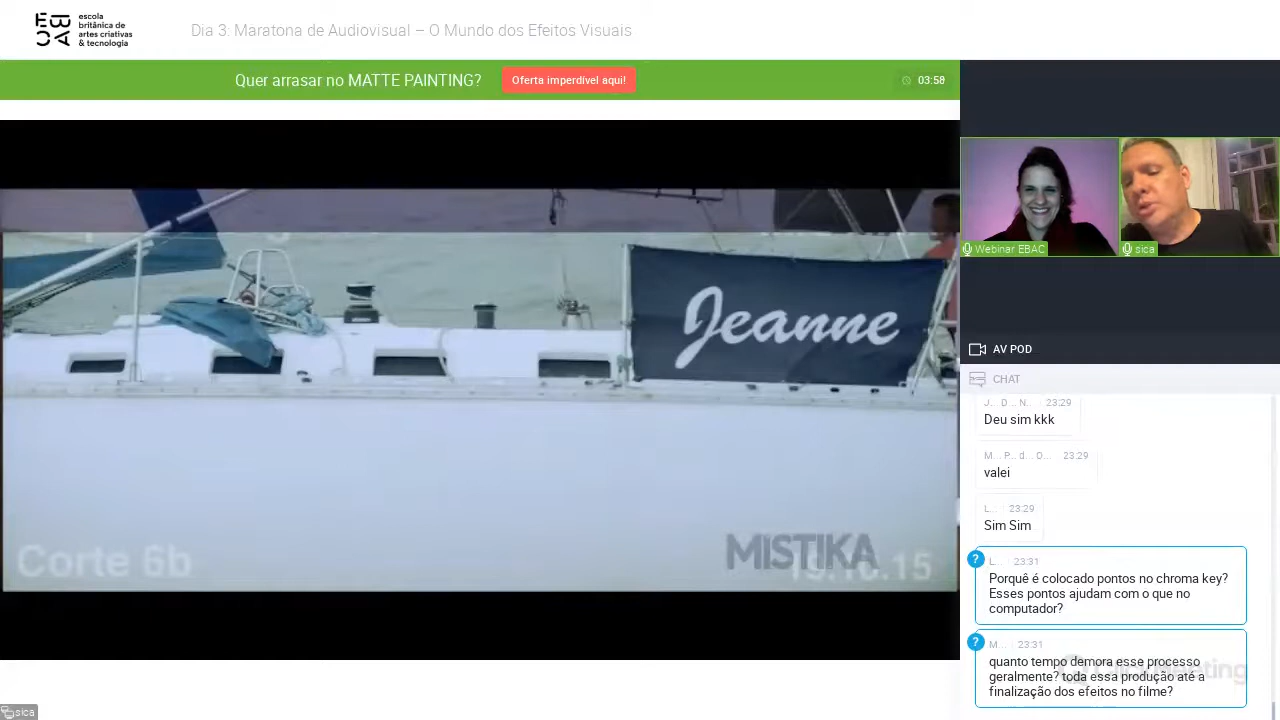 escola
britânica de
artes criativas
& tecnologia
Dia 3: Maratona de Audiovisual – O Mundo dos Efeitos Visuais
Quer arrasar no MATTE PAINTING?
Oferta imperdível aqui!
03:58
Jeanne
Corte 6b
MISTIKA
.10.15
Webinar EBAC
sica
AV POD
CHAT
J... D... N... 23:29
Deu sim kkk
M... P... d... D... 23:29
valei
L... 23:29
Sim Sim
? L... 23:31
Porquê é colocado pontos no chroma key?
Esses pontos ajudam com o que no
computador?
? M... 23:31
quanto tempo demora esse processo
geralmente? toda essa produção até a
finalização dos efeitos no filme?
sica